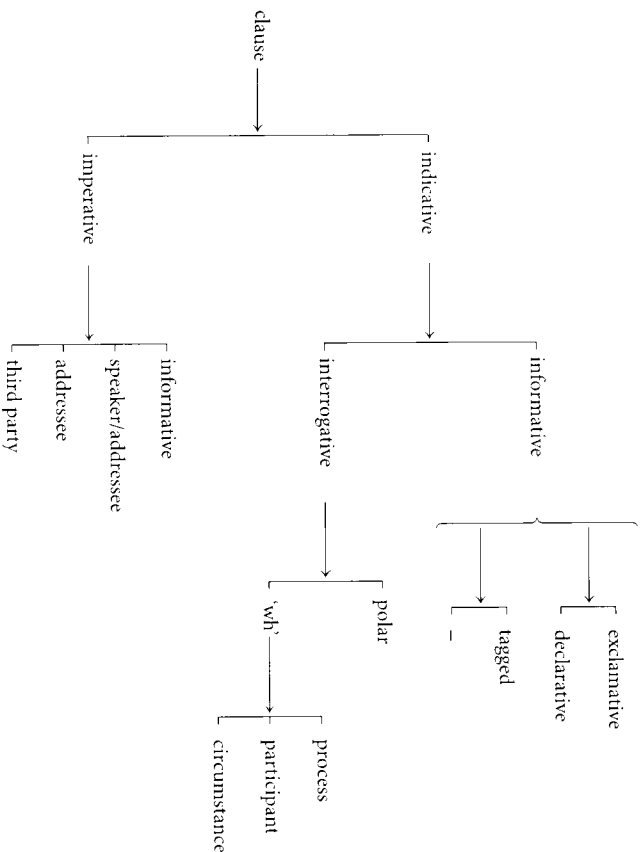 clause
indicative
imperative
informative
interrogative
exclamative
declarative
tagged
–
polar
'wh'
process
participant
circumstance
informative
speaker/addressee
addressee
third party